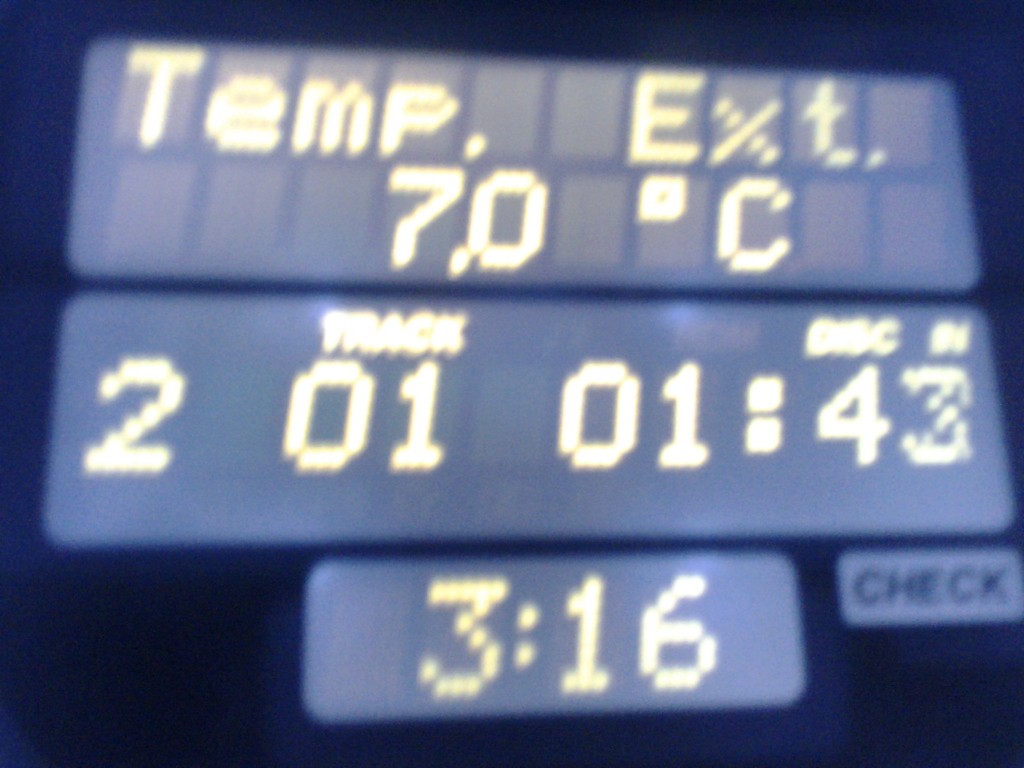 Temp. Ext.
7,0 °C
TRACK DISC IN
2 01 01:43
3:16
CHECK